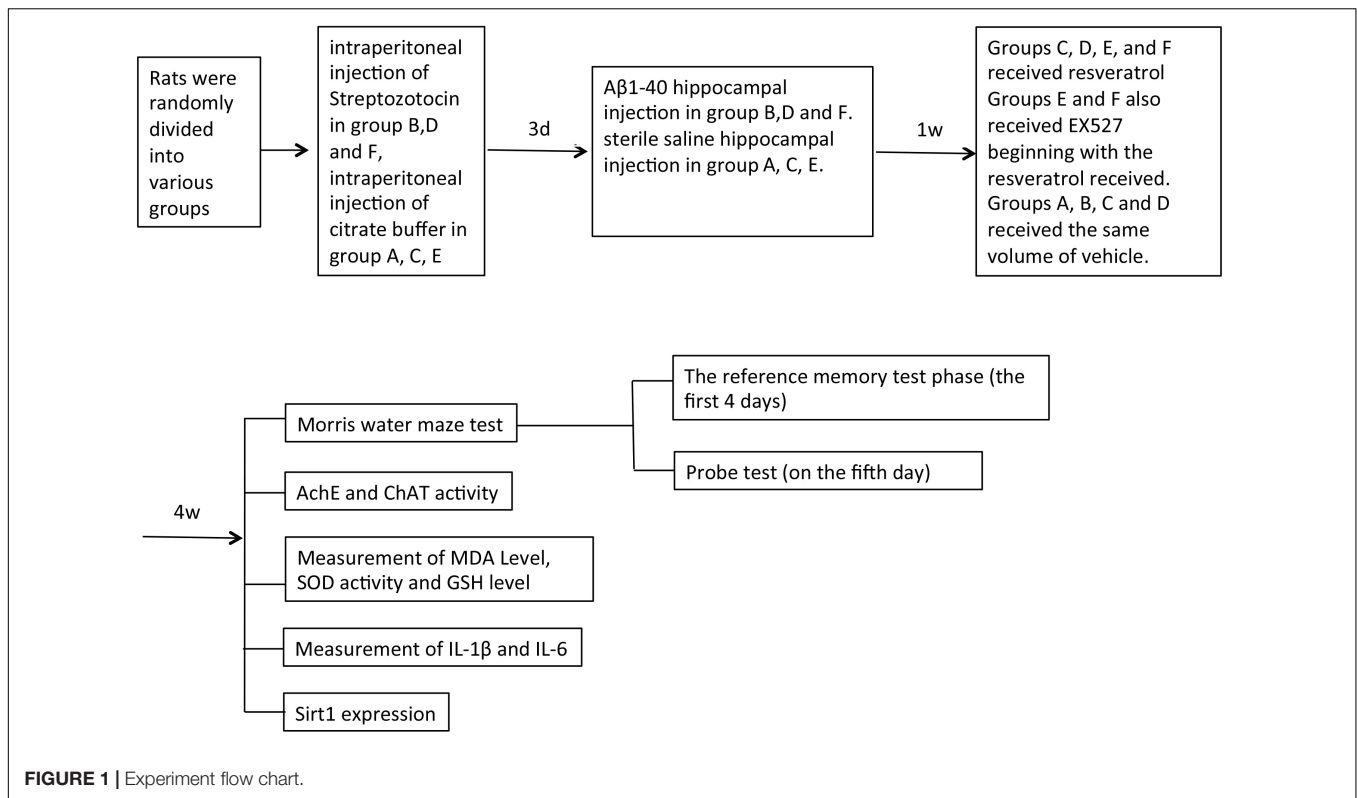 Rats were
randomly
divided
into
various
groups
intraperitoneal
injection of
Streptozotocin
in group B,D
and F,
intraperitoneal
injection of
citrate buffer in
group A, C, E
3d
Aβ1-40 hippocampal
injection in group B,D and F.
sterile saline hippocampal
injection in group A, C, E.
1w
Groups C, D, E, and F
received resveratrol
Groups E and F also
received EX527
beginning with the
resveratrol received.
Groups A, B, C and D
received the same
volume of vehicle.
4w
Morris water maze test
The reference memory test phase (the
first 4 days)
Probe test (on the fifth day)
AchE and ChAT activity
Measurement of MDA Level,
SOD activity and GSH level
Measurement of IL-1β and IL-6
Sirt1 expression
FIGURE 1 | Experiment flow chart.